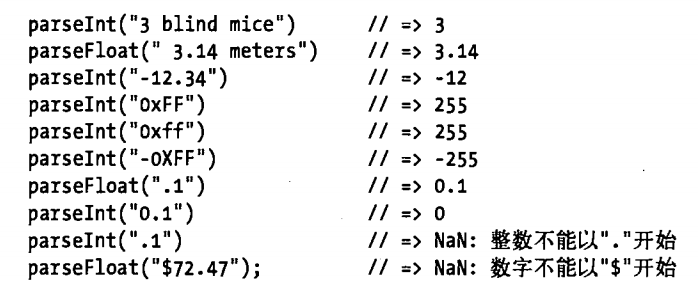 parseInt("3 blind mice")     // => 3
parseFloat(" 3.14 meters")   // => 3.14
parseInt("-12.34")           // => -12
parseInt("0xFF")             // => 255
parseInt("0xff")             // => 255
parseInt("-0XFF")            // => -255
parseFloat(".1")             // => 0.1
parseInt("0.1")              // => 0
parseInt(".1")               // => NaN: 整数不能以"."开始
parseFloat("$72.47");        // => NaN: 数字不能以"$"开始